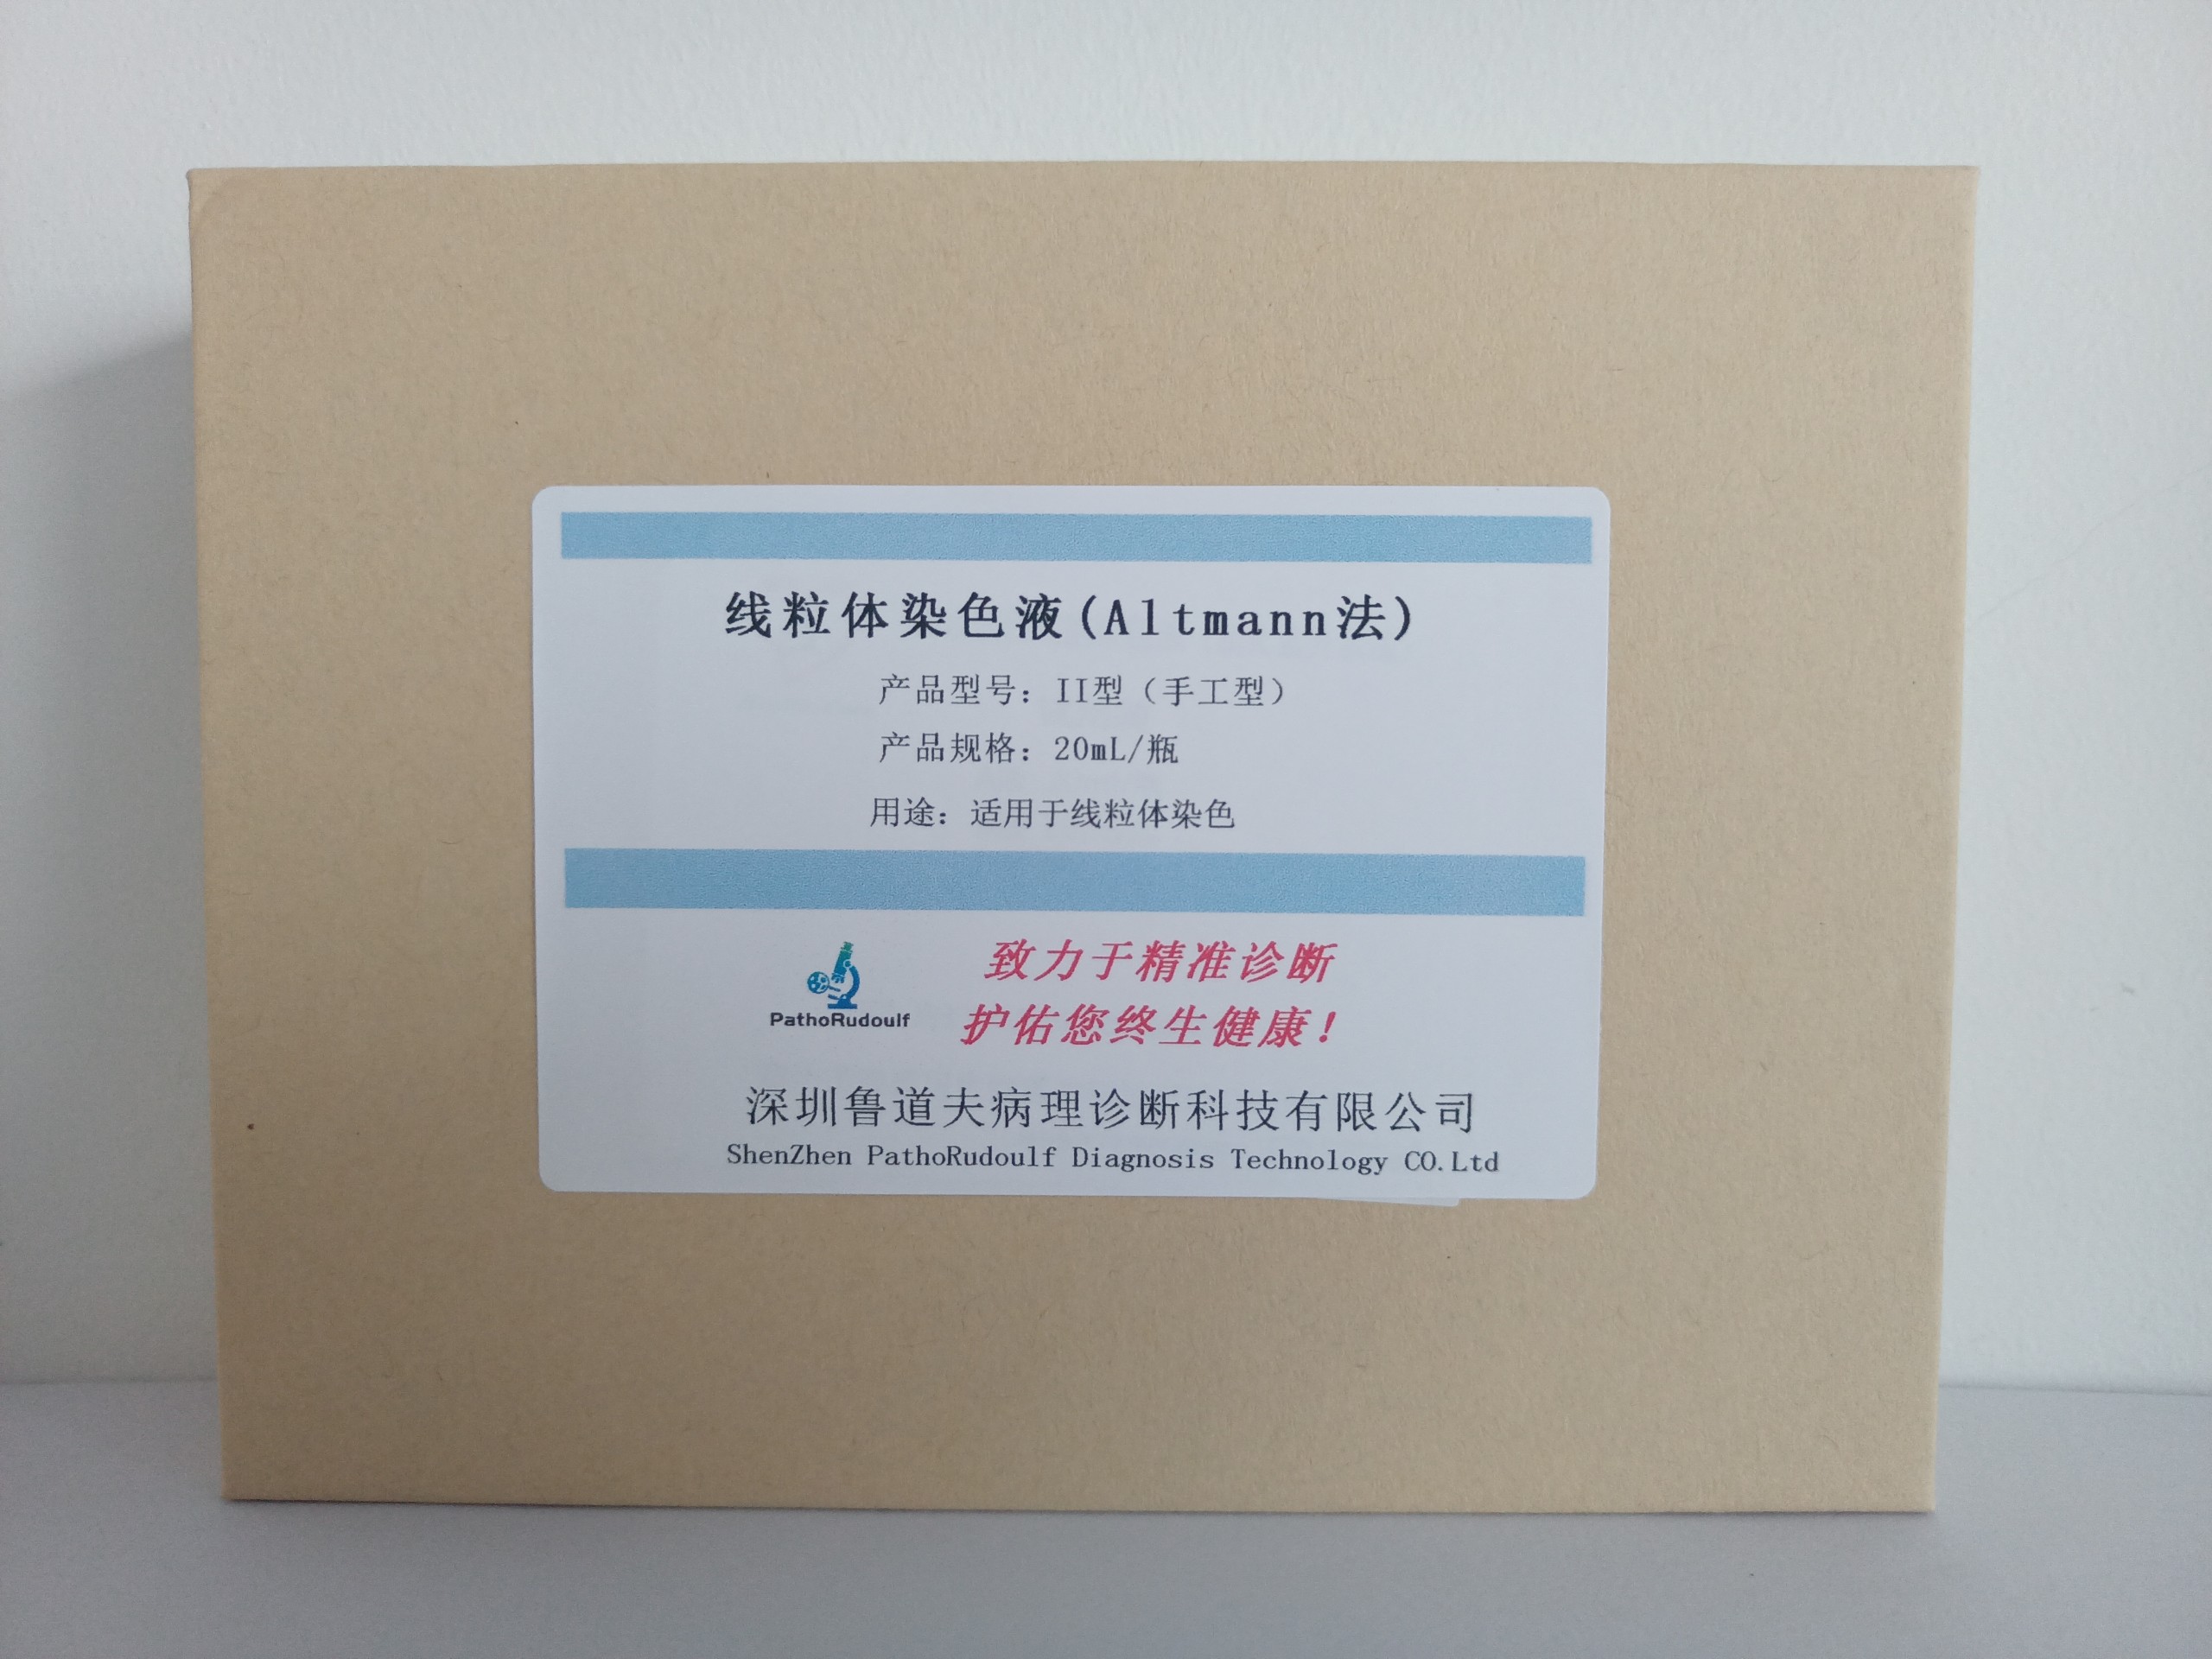 线粒体染色液(Altmann法)
产品型号：II型（手工型）
产品规格：20mL/瓶
用途：适用于线粒体染色
致力于精准诊断
护佑您终生健康！
PathoRudoulf
深圳鲁道夫病理诊断科技有限公司
ShenZhen PathoRudoulf Diagnosis Technology CO.Ltd